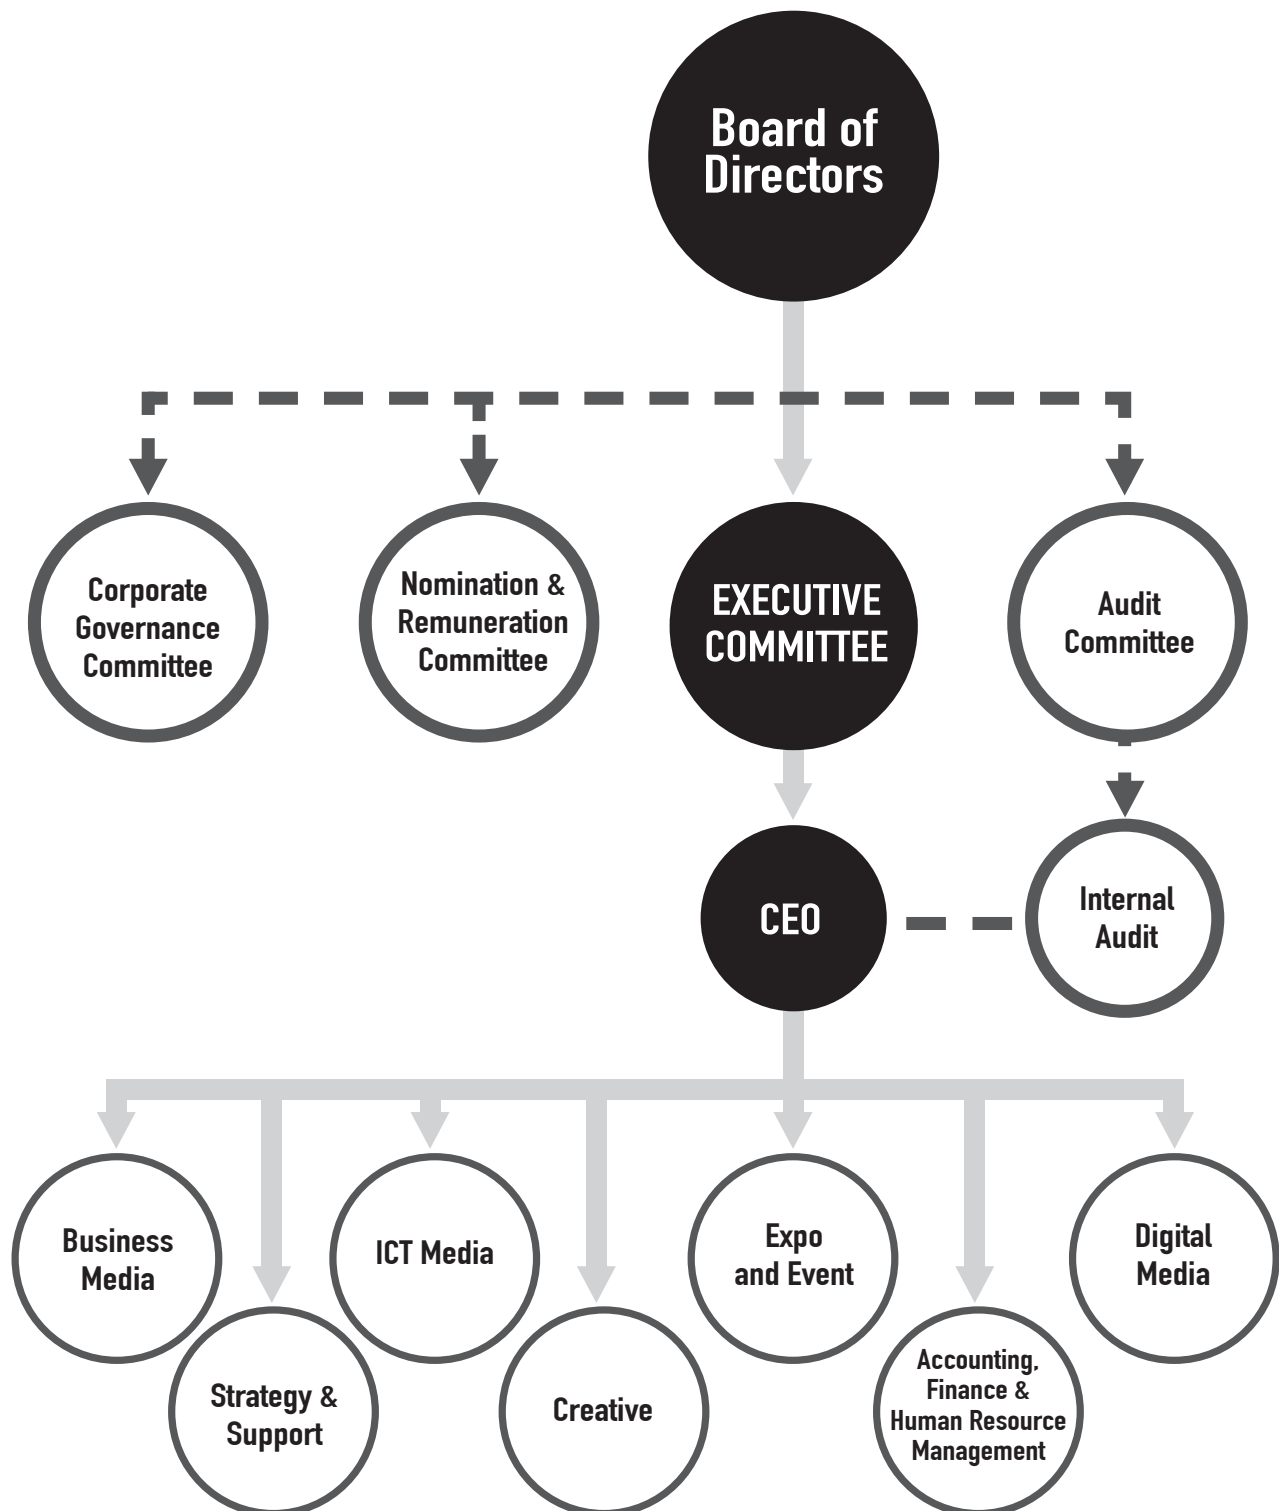 Board of
Directors
Corporate
Governance
Committee
Nomination &
Remuneration
Committee
EXECUTIVE
COMMITTEE
Audit
Committee
CEO
Internal
Audit
Business
Media
ICT Media
Expo
and Event
Digital
Media
Strategy &
Support
Creative
Accounting,
Finance &
Human Resource
Management